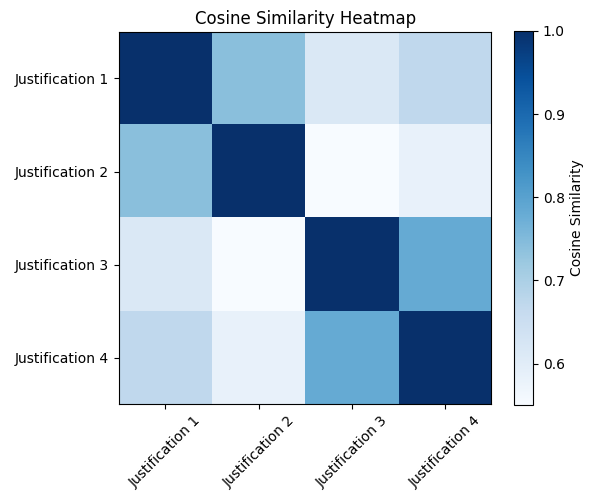 Cosine Similarity Heatmap
Justification 1
Justification 2
Justification 3
Justification 4
Justification 1
Justification 2
Justification 3
Justification 4
1.0
0.9
0.8
0.7
0.6
Cosine Similarity